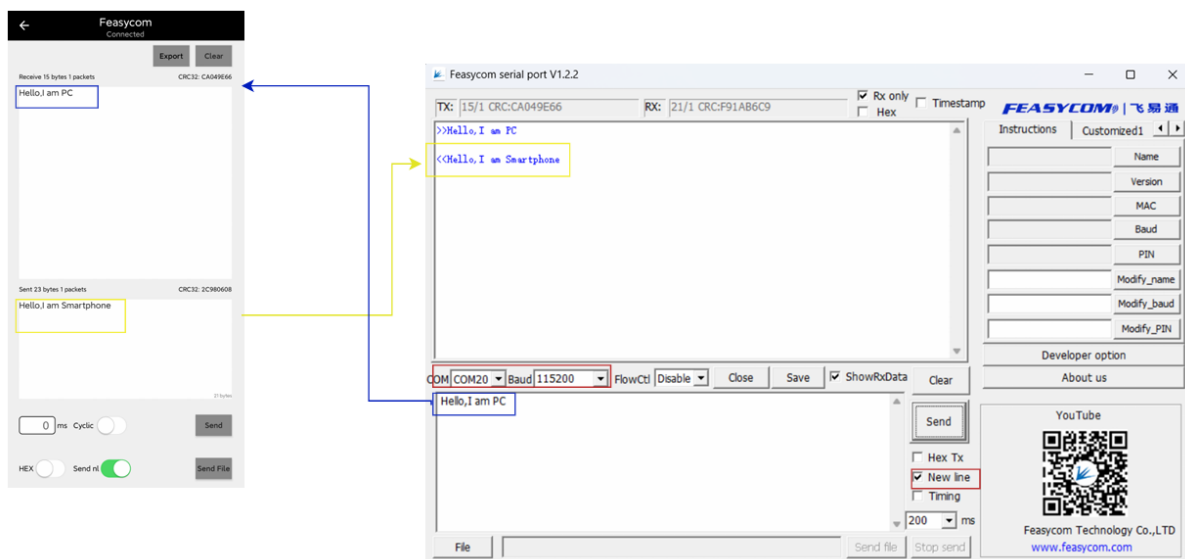 Feasycom
Connected
Export Clear
Receive 15 bytes 1 packets CRC32: CA049E66
Hello,I am PC
Sent 23 bytes 1 packets CRC32: 2C980608
Hello,I am Smartphone
21 bytes
0 ms Cyclic Send
HEX Send nl Send File
Feasycom serial port V1.2.2
TX: 15/1 CRC:CA049E66 RX: 21/1 CRC:F91AB6C9 Rx only Hex Timestamp
FEASYCOM 飞易通
>>Hello,I am PC
<<Hello,I am Smartphone
Instructions Customized1
Name
Version
MAC
Baud
PIN
Modify_name
Modify_baud
Modify_PIN
Developer option
About us
COM COM20 Baud 115200 FlowCtl Disable Close Save ShowRxData Clear
Hello,I am PC
Send
Hex Tx
New line
Timing
200 ms
File Send file Stop send
YouTube
Feasycom Technology Co.,LTD
www.feasycom.com